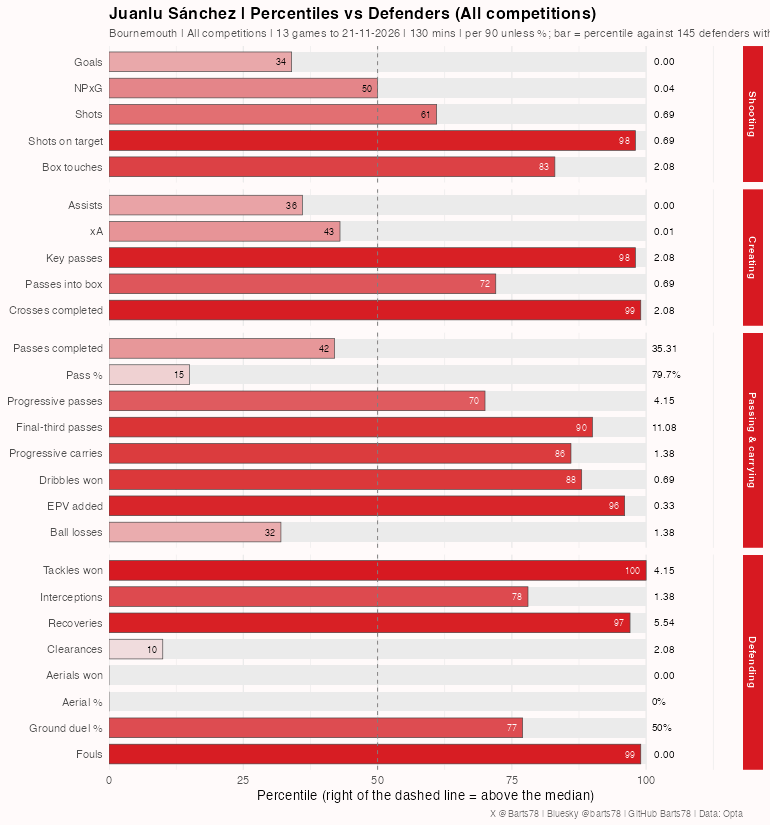 Juanlu Sánchez | Percentiles vs Defenders (All competitions)
Bournemouth | All competitions | 13 games to 21-11-2026 | 130 mins | per 90 unless %; bar = percentile against 145 defenders with
Goals 34 0.00
NPxG 50 0.04
Shots 61 0.69
Shots on target 98 0.69
Box touches 83 2.08
Shooting
Assists 36 0.00
xA 43 0.01
Key passes 98 2.08
Passes into box 72 0.69
Crosses completed 99 2.08
Creating
Passes completed 42 35.31
Pass % 15 79.7%
Progressive passes 70 4.15
Final-third passes 90 11.08
Progressive carries 86 1.38
Dribbles won 88 0.69
EPV added 96 0.33
Ball losses 32 1.38
Passing & carrying
Tackles won 100 4.15
Interceptions 78 1.38
Recoveries 97 5.54
Clearances 10 2.08
Aerials won 0.00
Aerial % 0%
Ground duel % 77 50%
Fouls 99 0.00
Defending
0 25 50 75 100
Percentile (right of the dashed line = above the median)
X @Barts78 | Bluesky @barts78 | GitHub Barts78 | Data: Opta